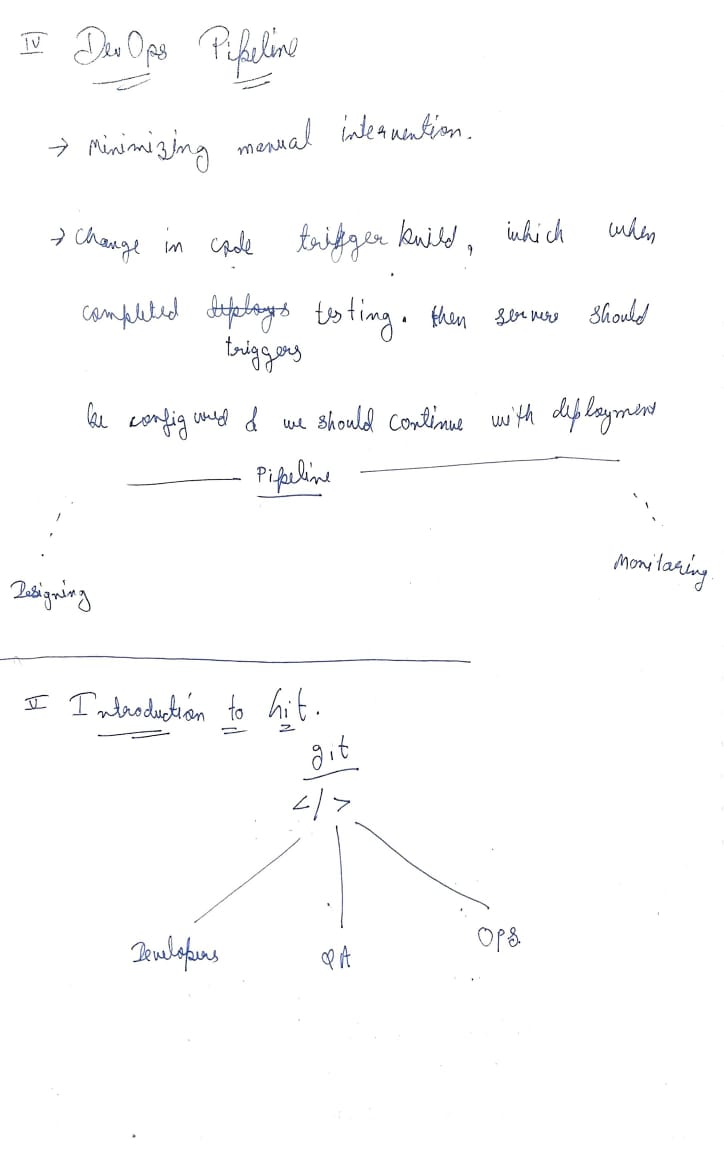 IV DevOps Pipeline
→ Minimizing manual intervention.
→ Change in code trigger build, which when
completed deploys testing. then servers should
triggers
be configured & we should continue with deployment
Pipeline
Designing
Monitoring.
V Introduction to Git.
git
</>
Developers
QA
OPS.